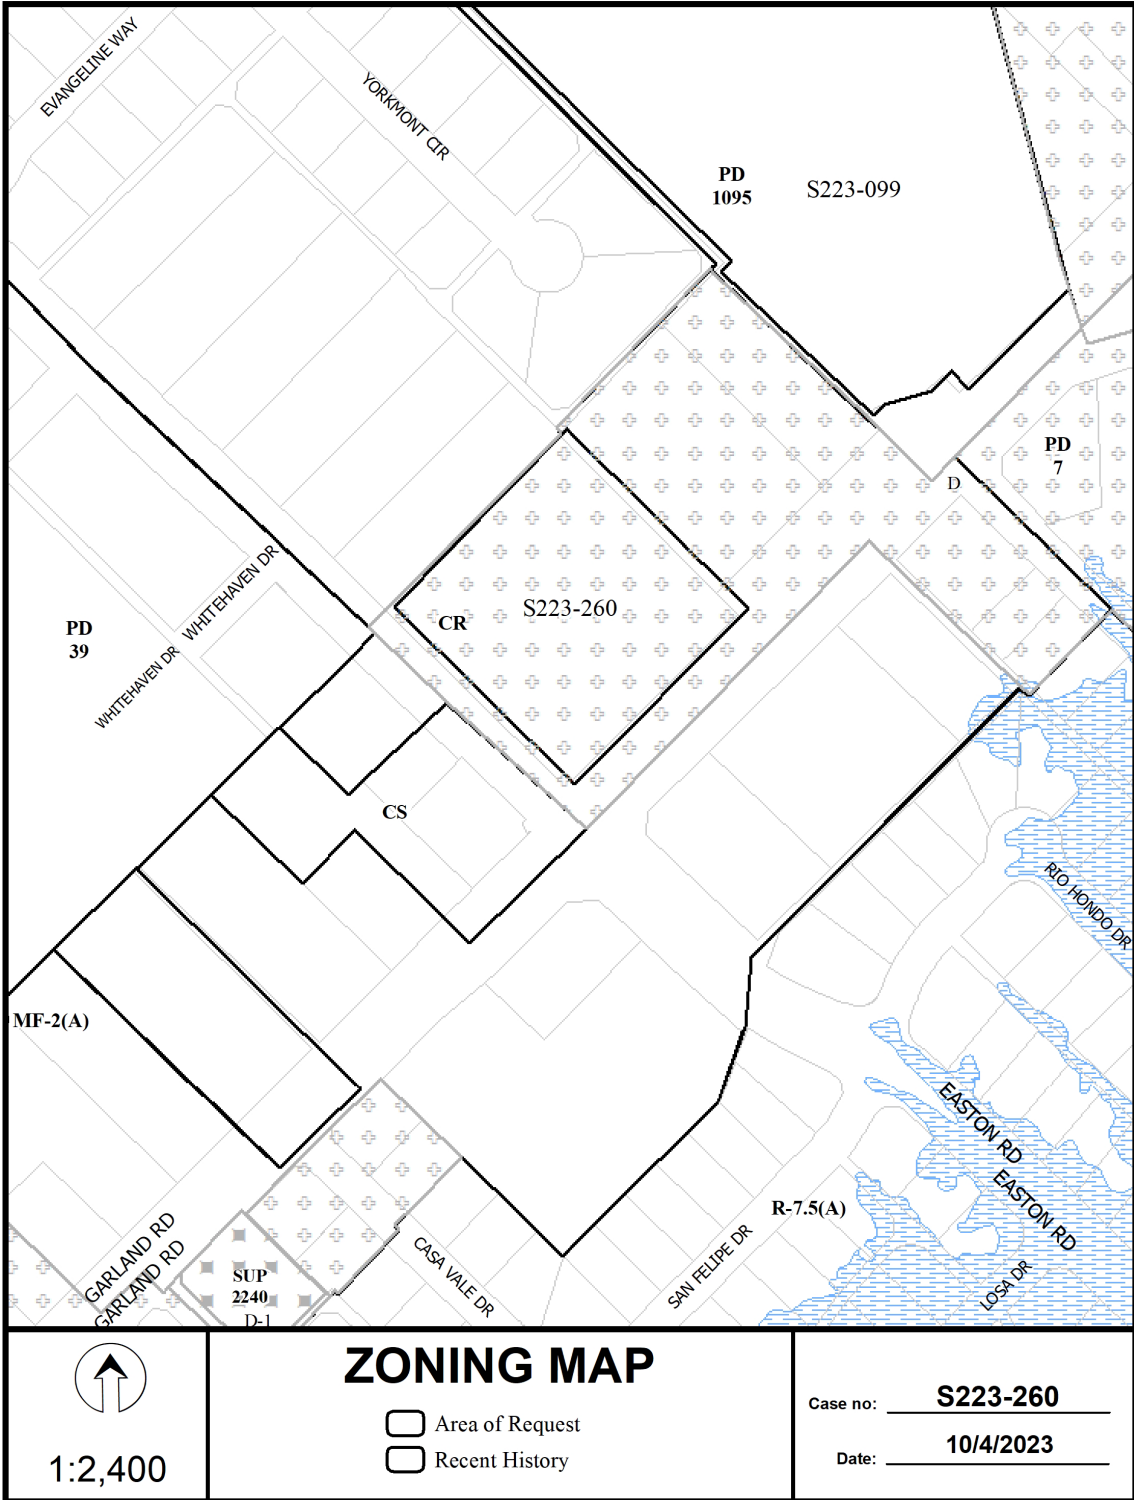 EVANGELINE WAY
YORKMONT CIR
PD
1095
S223-099
PD
7
D
WHITEHAVEN DR
WHITEHAVEN DR
PD
39
CR
S223-260
CS
RIO HONDO DR
MF-2(A)
EASTON RD
EASTON RD
R-7.5(A)
GARLAND RD
GARLAND RD
SUP
2240
D-1
CASA VALE DR
SAN FELIPE DR
LOSA DR
1:2,400
ZONING MAP
Area of Request
Recent History
Case no: S223-260
Date: 10/4/2023